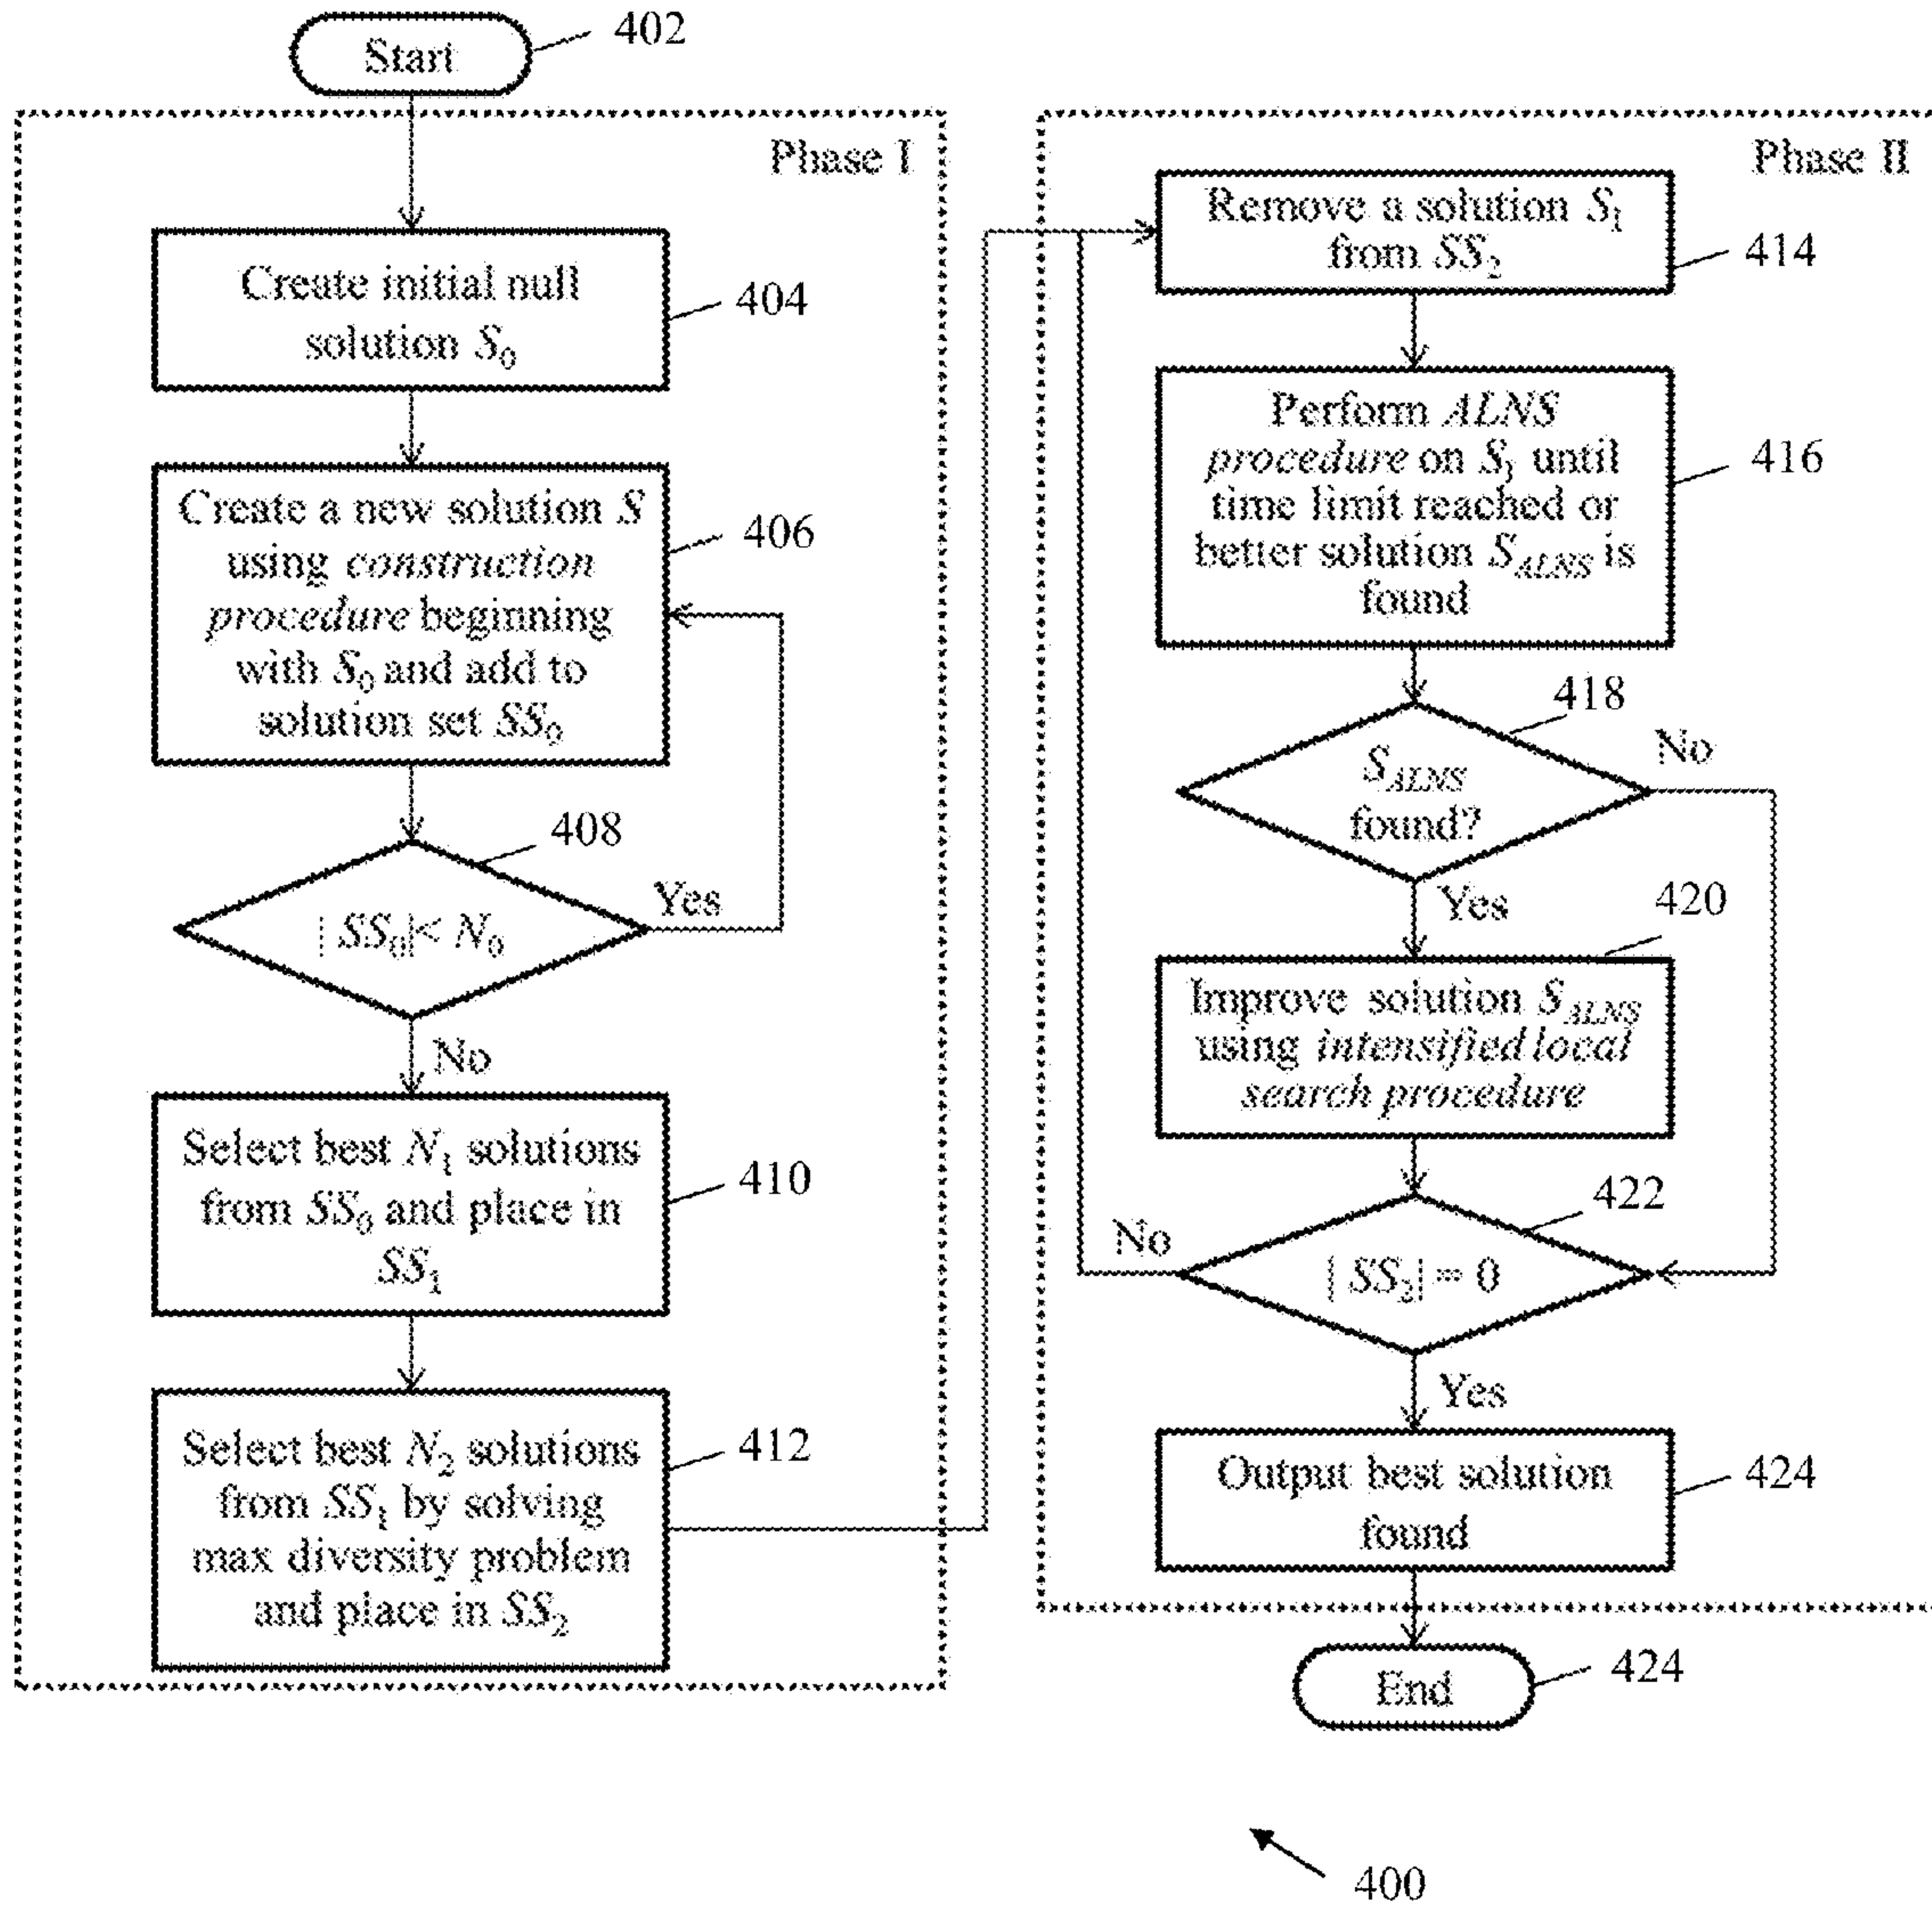 Start
402
Phase I
Create initial null
solution S₀
404
Create a new solution S
using construction
procedure beginning
with S₀ and add to
solution set SS₀
406
408
| SS₀|< N₀
Yes
No
Select best N₁ solutions
from SS₀ and place in
SS₁
410
Select best N₂ solutions
from SS₁ by solving
max diversity problem
and place in SS₂
412
Phase II
Remove a solution S₁
from SS₂
414
Perform ALNS
procedure on S₁ until
time limit reached or
better solution S_ALNS is
found
416
418
S_ALNS
found?
No
Yes
420
Improve solution S_ALNS
using intensified local
search procedure
422
No
| SS₂| = 0
Yes
Output best solution
found
424
End
424
400